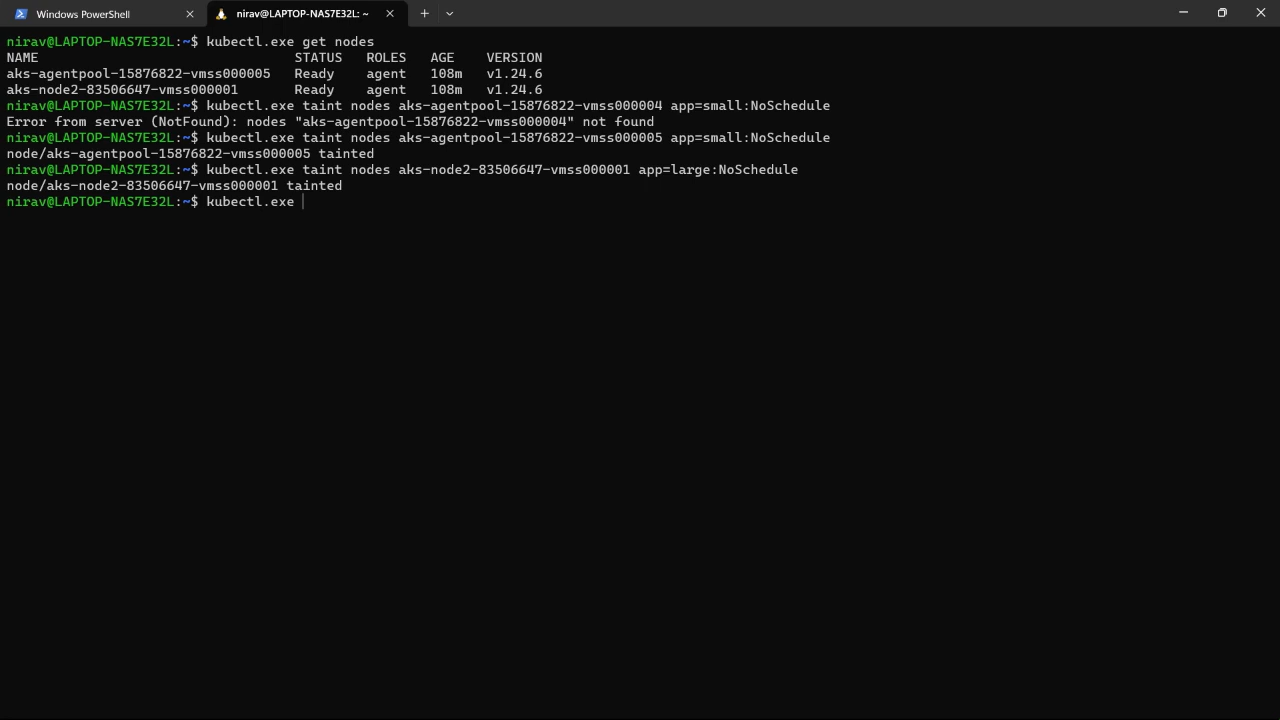 Windows PowerShell
nirav@LAPTOP-NAS7E32L: ~
nirav@LAPTOP-NAS7E32L:~$ kubectl.exe get nodes
NAME STATUS ROLES AGE VERSION
aks-agentpool-15876822-vmss000005 Ready agent 108m v1.24.6
aks-node2-83506647-vmss000001 Ready agent 108m v1.24.6
nirav@LAPTOP-NAS7E32L:~$ kubectl.exe taint nodes aks-agentpool-15876822-vmss000004 app=small:NoSchedule
Error from server (NotFound): nodes "aks-agentpool-15876822-vmss000004" not found
nirav@LAPTOP-NAS7E32L:~$ kubectl.exe taint nodes aks-agentpool-15876822-vmss000005 app=small:NoSchedule
node/aks-agentpool-15876822-vmss000005 tainted
nirav@LAPTOP-NAS7E32L:~$ kubectl.exe taint nodes aks-node2-83506647-vmss000001 app=large:NoSchedule
node/aks-node2-83506647-vmss000001 tainted
nirav@LAPTOP-NAS7E32L:~$ kubectl.exe